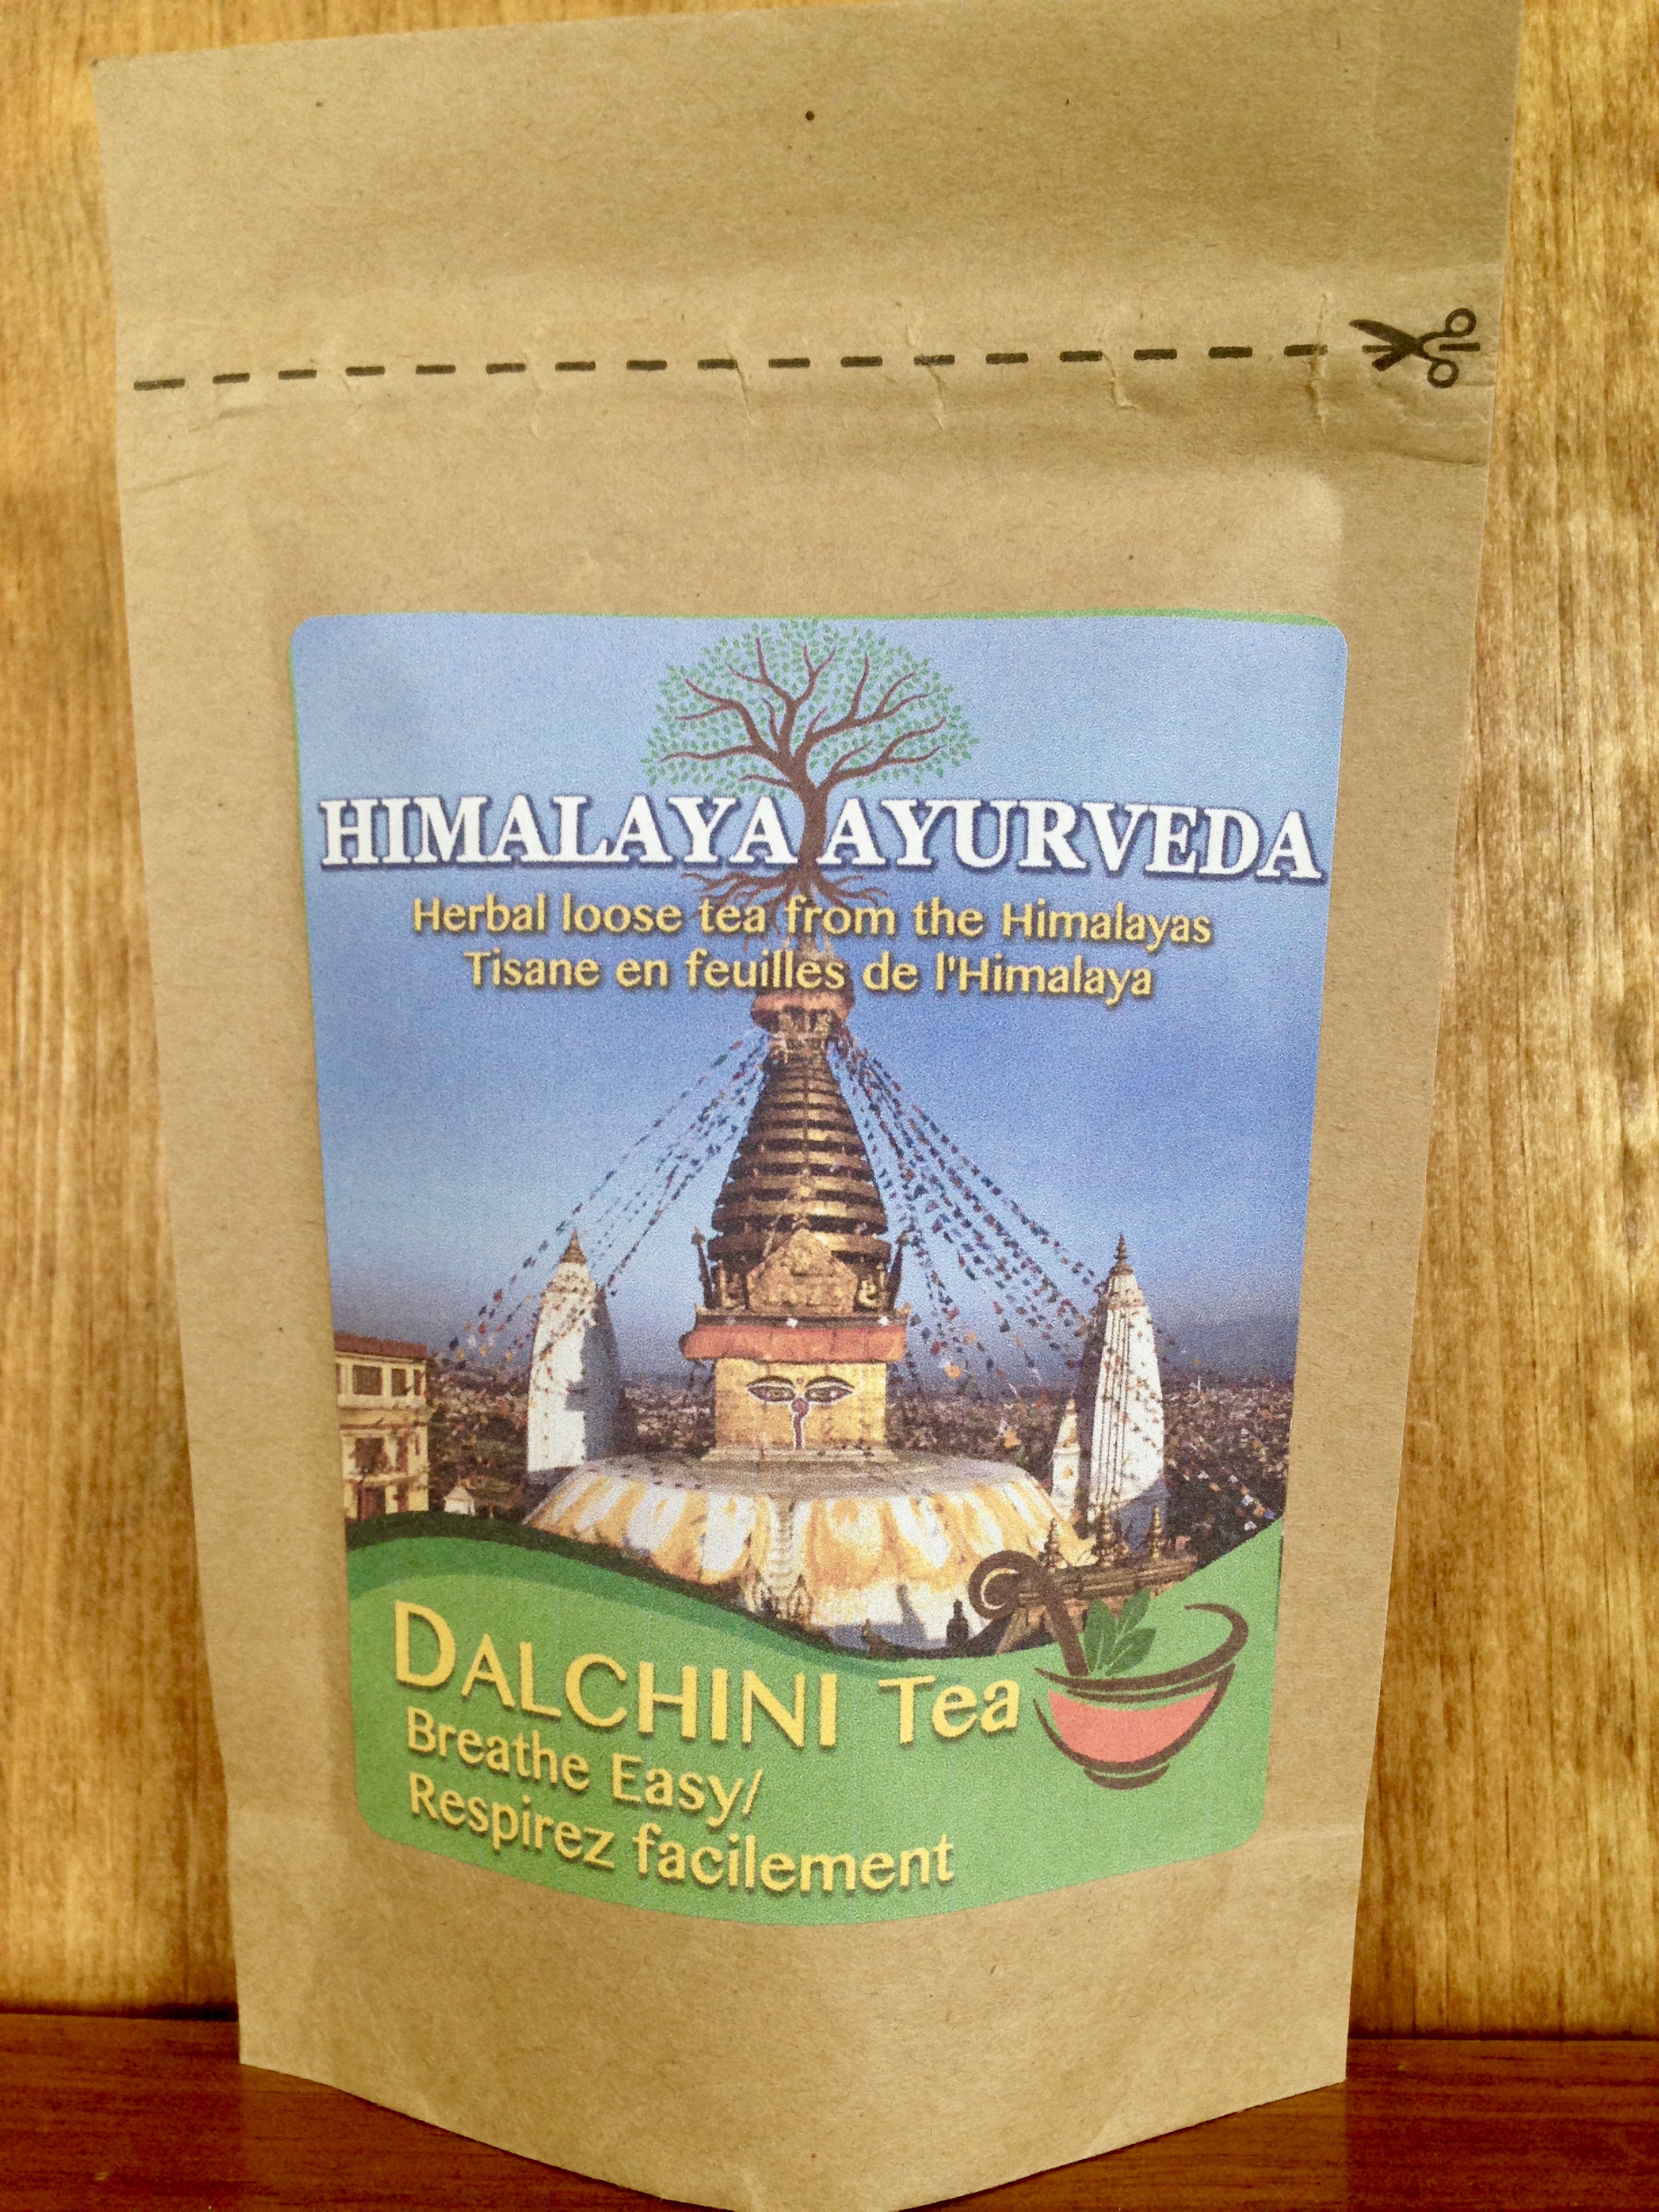 HIMALAYA AYURVEDA
Herbal loose tea from the Himalayas
Tisane en feuilles de l'Himalaya
DALCHINI Tea
Breathe Easy/
Respirez facilement